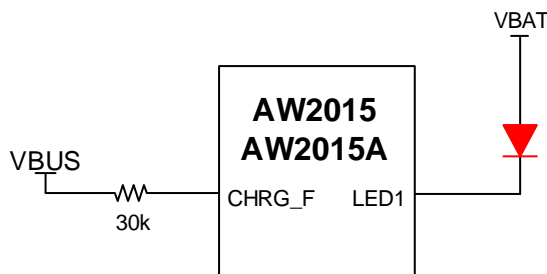 VBAT
AW2015
AW2015A
VBUS
CHRG_F LED1
30k